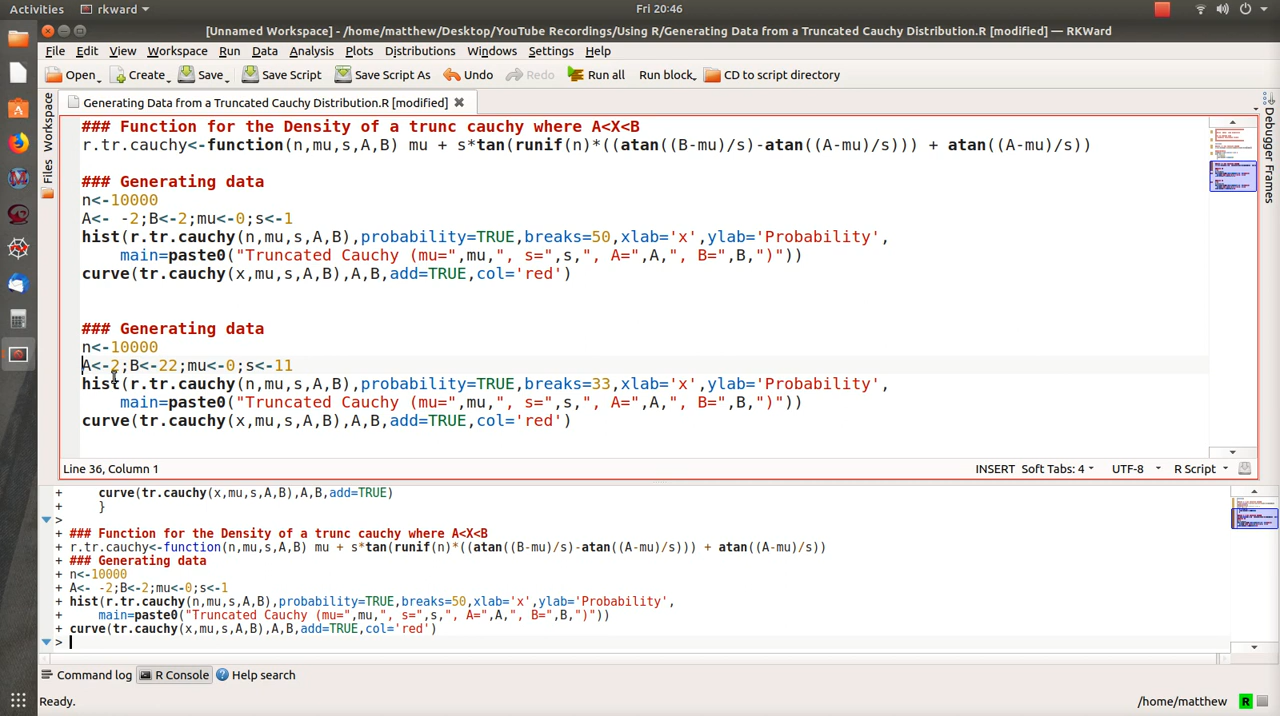 Activities rkward Fri 20:46
[Unnamed Workspace] - /home/matthew/Desktop/YouTube Recordings/Using R/Generating Data from a Truncated Cauchy Distribution.R [modified] — RKWard
File Edit View Workspace Run Data Analysis Plots Distributions Windows Settings Help
Open Create Save Save Script Save Script As Undo Redo Run all Run block CD to script directory
Workspace
Files
Generating Data from a Truncated Cauchy Distribution.R [modified]
### Function for the Density of a trunc cauchy where A<X<B
r.tr.cauchy<-function(n,mu,s,A,B) mu + s*tan(runif(n)*((atan((B-mu)/s)-atan((A-mu)/s))) + atan((A-mu)/s))
### Generating data
n<-10000
A<- -2;B<-2;mu<-0;s<-1
hist(r.tr.cauchy(n,mu,s,A,B),probability=TRUE,breaks=50,xlab='x',ylab='Probability',
main=paste0("Truncated Cauchy (mu=",mu,", s=",s,", A=",A,", B=",B,")"))
curve(tr.cauchy(x,mu,s,A,B),A,B,add=TRUE,col='red')
### Generating data
n<-10000
A<-2;B<-22;mu<-0;s<-11
hist(r.tr.cauchy(n,mu,s,A,B),probability=TRUE,breaks=33,xlab='x',ylab='Probability',
main=paste0("Truncated Cauchy (mu=",mu,", s=",s,", A=",A,", B=",B,")"))
curve(tr.cauchy(x,mu,s,A,B),A,B,add=TRUE,col='red')
Debugger Frames
Line 36, Column 1 INSERT Soft Tabs: 4 UTF-8 R Script
+ curve(tr.cauchy(x,mu,s,A,B),A,B,add=TRUE)
+ }
>
+ ### Function for the Density of a trunc cauchy where A<X<B
+ r.tr.cauchy<-function(n,mu,s,A,B) mu + s*tan(runif(n)*((atan((B-mu)/s)-atan((A-mu)/s))) + atan((A-mu)/s))
+ ### Generating data
+ n<-10000
+ A<- -2;B<-2;mu<-0;s<-1
+ hist(r.tr.cauchy(n,mu,s,A,B),probability=TRUE,breaks=50,xlab='x',ylab='Probability',
+ main=paste0("Truncated Cauchy (mu=",mu,", s=",s,", A=",A,", B=",B,")"))
+ curve(tr.cauchy(x,mu,s,A,B),A,B,add=TRUE,col='red')
>
Command log R Console Help search
Ready. /home/matthew R